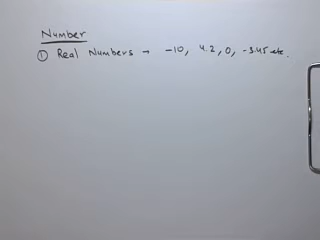 Number
① Real Numbers → -10, 4.2, 0, -3.45 etc.